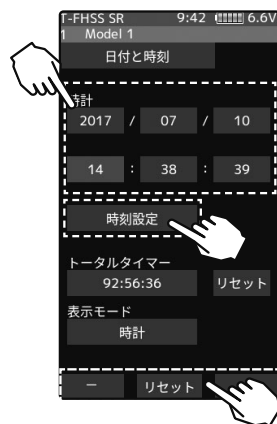 T-FHSS SR 9:42 6.6V
1 Model 1
日付と時刻
時計
2017 / 07 / 10
14 : 38 : 39
時刻設定
トータルタイマー
92:56:36 リセット
表示モード
時計
－ リセット